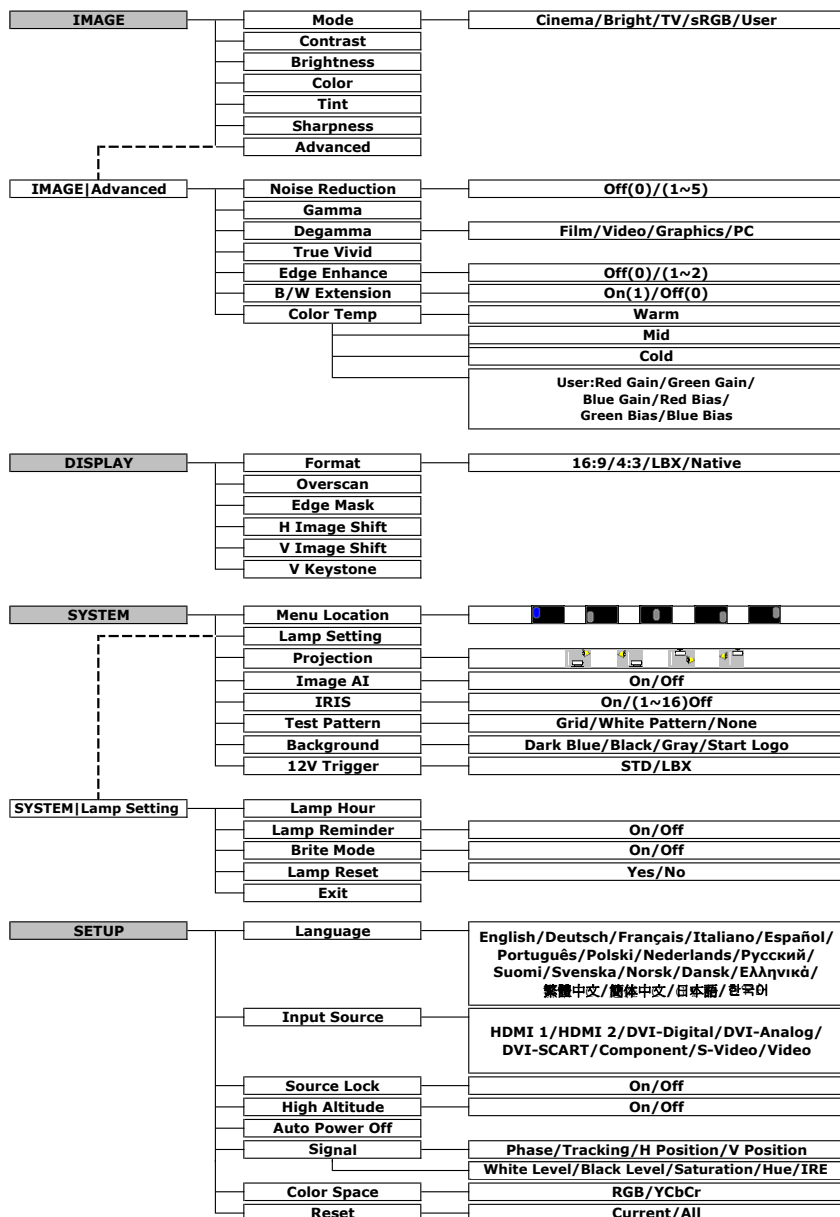 IMAGE
Mode
Cinema/Bright/TV/sRGB/User
Contrast
Brightness
Color
Tint
Sharpness
Advanced
IMAGE|Advanced
Noise Reduction
Off(0)/(1~5)
Gamma
Degamma
Film/Video/Graphics/PC
True Vivid
Edge Enhance
Off(0)/(1~2)
B/W Extension
On(1)/Off(0)
Color Temp
Warm
Mid
Cold
User:Red Gain/Green Gain/
Blue Gain/Red Bias/
Green Bias/Blue Bias
DISPLAY
Format
16:9/4:3/LBX/Native
Overscan
Edge Mask
H Image Shift
V Image Shift
V Keystone
SYSTEM
Menu Location
Lamp Setting
Projection
Image AI
On/Off
IRIS
On/(1~16)Off
Test Pattern
Grid/White Pattern/None
Background
Dark Blue/Black/Gray/Start Logo
12V Trigger
STD/LBX
SYSTEM|Lamp Setting
Lamp Hour
Lamp Reminder
On/Off
Brite Mode
On/Off
Lamp Reset
Yes/No
Exit
SETUP
Language
English/Deutsch/Français/Italiano/Español/
Português/Polski/Nederlands/Русский/
Suomi/Svenska/Norsk/Dansk/Ελληνικά/
繁體中文/簡体中文/日本語/한국어
Input Source
HDMI 1/HDMI 2/DVI-Digital/DVI-Analog/
DVI-SCART/Component/S-Video/Video
Source Lock
On/Off
High Altitude
On/Off
Auto Power Off
Signal
Phase/Tracking/H Position/V Position
White Level/Black Level/Saturation/Hue/IRE
Color Space
RGB/YCbCr
Reset
Current/All